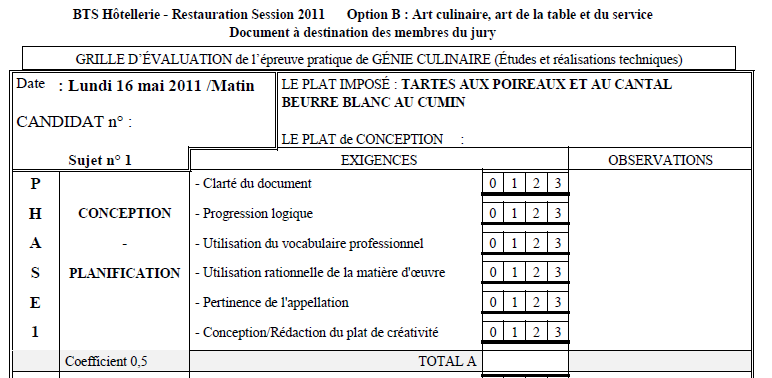 BTS Hôtellerie - Restauration Session 2011 Option B : Art culinaire, art de la table et du service
Document à destination des membres du jury
GRILLE D'ÉVALUATION de l'épreuve pratique de GÉNIE CULINAIRE (Études et réalisations techniques)
Date : Lundi 16 mai 2011 /Matin
CANDIDAT n° :
LE PLAT IMPOSÉ : TARTES AUX POIREAUX ET AU CANTAL
BEURRE BLANC AU CUMIN
LE PLAT de CONCEPTION :
Sujet n° 1 EXIGENCES OBSERVATIONS
P - Clarté du document 0 1 2 3
H CONCEPTION - Progression logique 0 1 2 3
A - - Utilisation du vocabulaire professionnel 0 1 2 3
S PLANIFICATION - Utilisation rationnelle de la matière d'œuvre 0 1 2 3
E - Pertinence de l'appellation 0 1 2 3
1 - Conception/Rédaction du plat de créativité 0 1 2 3
Coefficient 0,5 TOTAL A